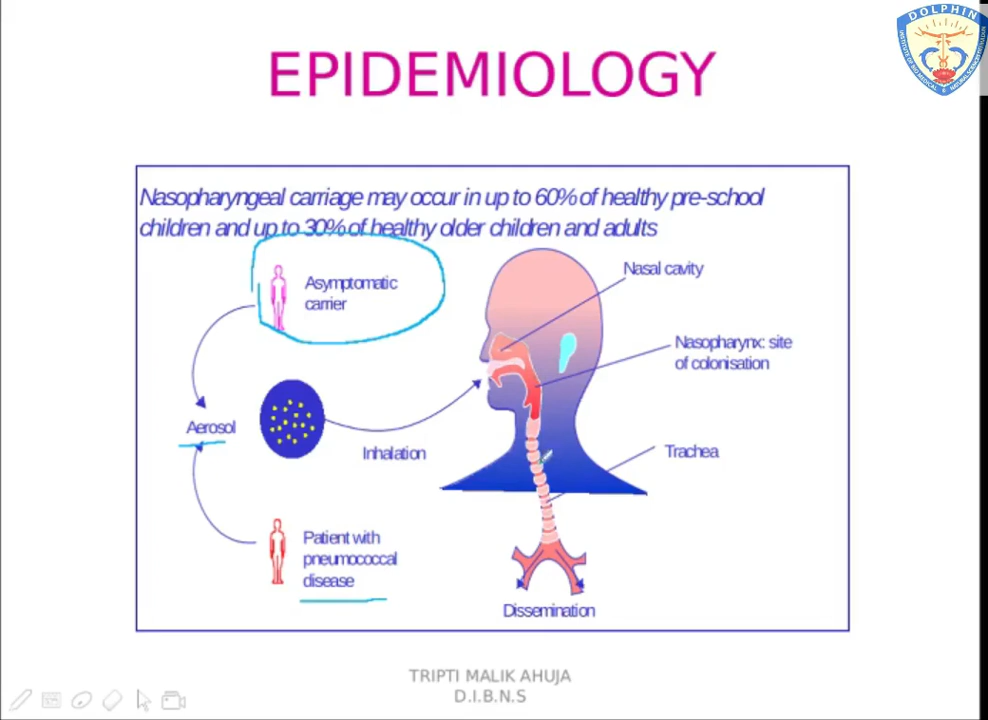 DOLPHIN
EPIDEMIOLOGY
Nasopharyngeal carriage may occur in up to 60% of healthy pre-school
children and up to 30% of healthy older children and adults
Asymptomatic
carrier
Nasal cavity
Nasopharynx: site
of colonisation
Aerosol
Inhalation
Trachea
Patient with
pneumococcal
disease
Dissemination
TRIPTI MALIK AHUJA
D.I.B.N.S